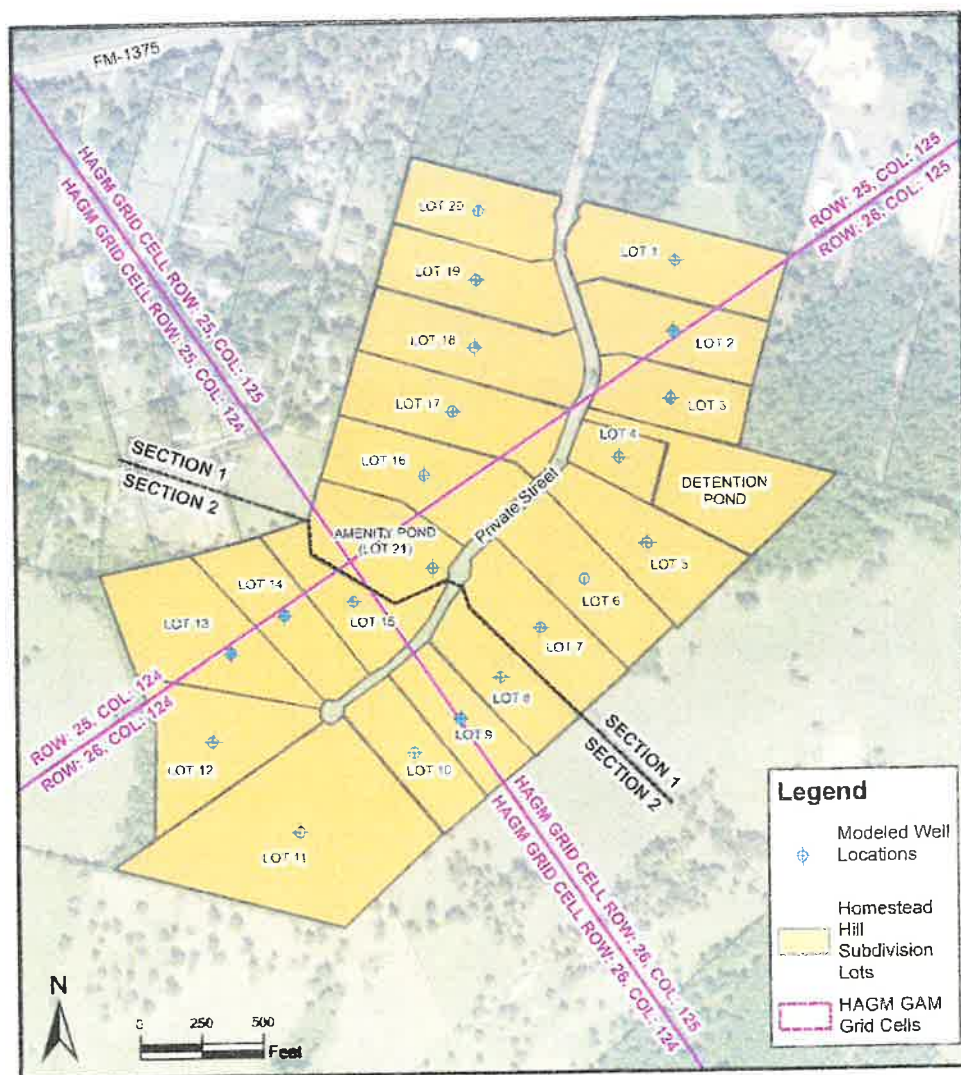 FM-1375
HAGM GRID CELL ROW: 25, COL: 125
HAGM GRID CELL ROW: 25, COL: 124
ROW: 25, COL: 125
ROW: 26, COL: 125
LOT 20
LOT 1
LOT 19
LOT 2
LOT 18
LOT 3
LOT 17
LOT 4
LOT 16
DETENTION
POND
SECTION 1
SECTION 2
Private Street
AMENITY POND
(LOT 21)
LOT 5
LOT 14
LOT 6
LOT 13
LOT 15
LOT 7
LOT 8
ROW: 25, COL: 124
ROW: 26, COL: 124
LOT 9
LOT 12
LOT 10
SECTION 1
SECTION 2
LOT 11
HAGM GRID CELL ROW: 26, COL: 125
HAGM GRID CELL ROW: 26, COL: 124
Legend
Modeled Well
Locations
Homestead
Hill
Subdivision
Lots
HAGM GAM
Grid Cells
N
0 250 500
Feet